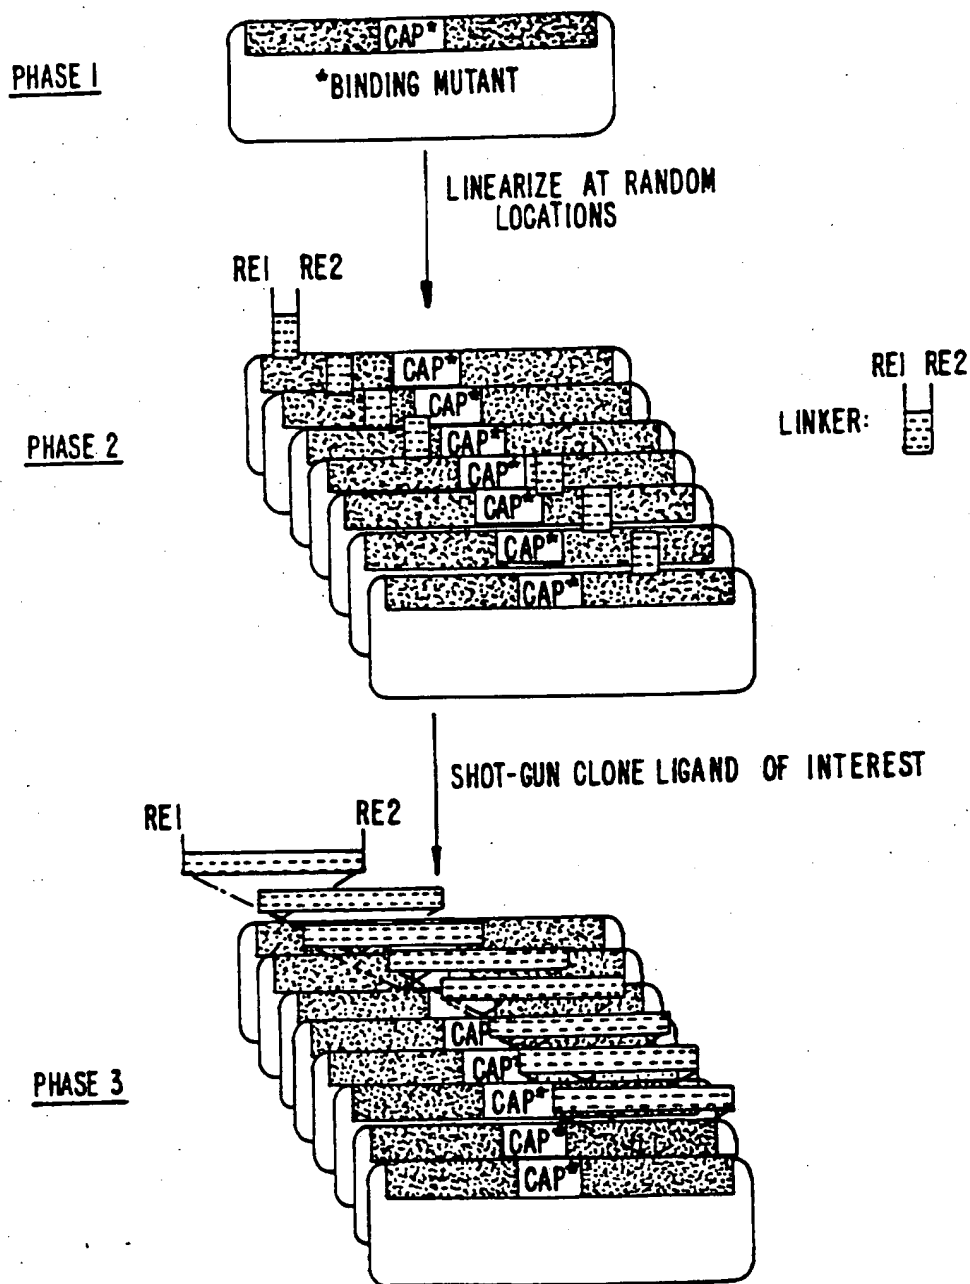 CAP*
PHASE 1
*BINDING MUTANT
LINEARIZE AT RANDOM
LOCATIONS
RE1 RE2
CAP*
CAP*
CAP*
CAP*
CAP*
CAP*
CAP*
RE1 RE2
LINKER:
PHASE 2
SHOT-GUN CLONE LIGAND OF INTEREST
RE1 RE2
CAP
CAP*
CAP*
CAP*
CAP*
PHASE 3